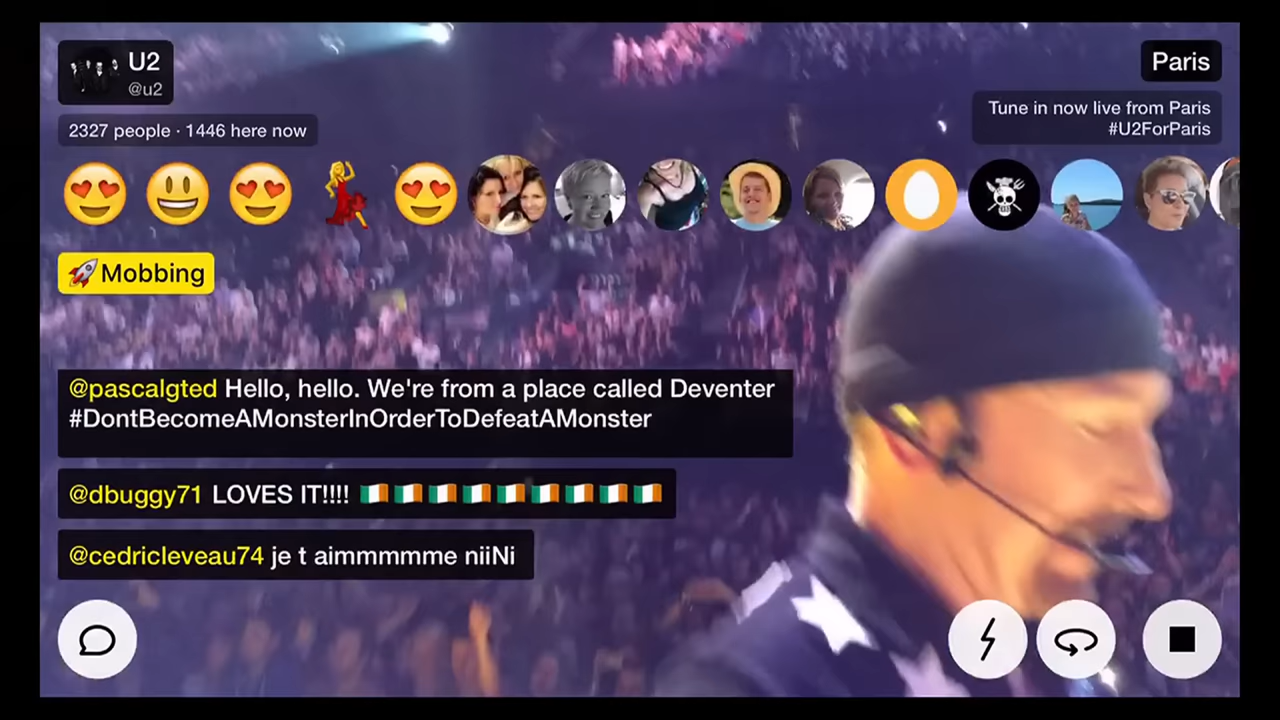 U2
@u2
2327 people · 1446 here now
Paris
Tune in now live from Paris
#U2ForParis
🚀Mobbing
@pascalgted Hello, hello. We're from a place called Deventer
#DontBecomeAMonsterInOrderToDefeatAMonster
@dbuggy71 LOVES IT!!!! 🇮🇪🇮🇪🇮🇪🇮🇪🇮🇪🇮🇪🇮🇪🇮🇪🇮🇪
@cedricleveau74 je t aimmmmme niiNi